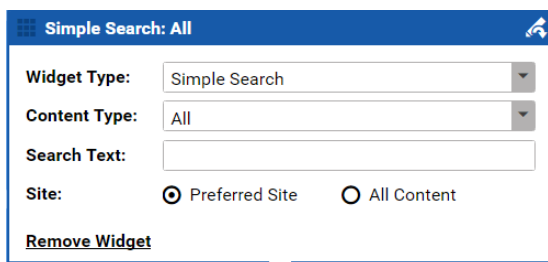 Simple Search: All
Widget Type: Simple Search
Content Type: All
Search Text:
Site: Preferred Site All Content
Remove Widget